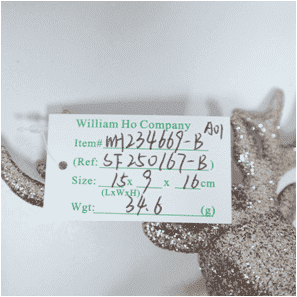 William Ho Company
A01
Item# WH234669-B
(Ref: SF250167-B)
Size: 15 x 9 x 16 cm
(LxWxH)
Wgt: 34.6 (g)